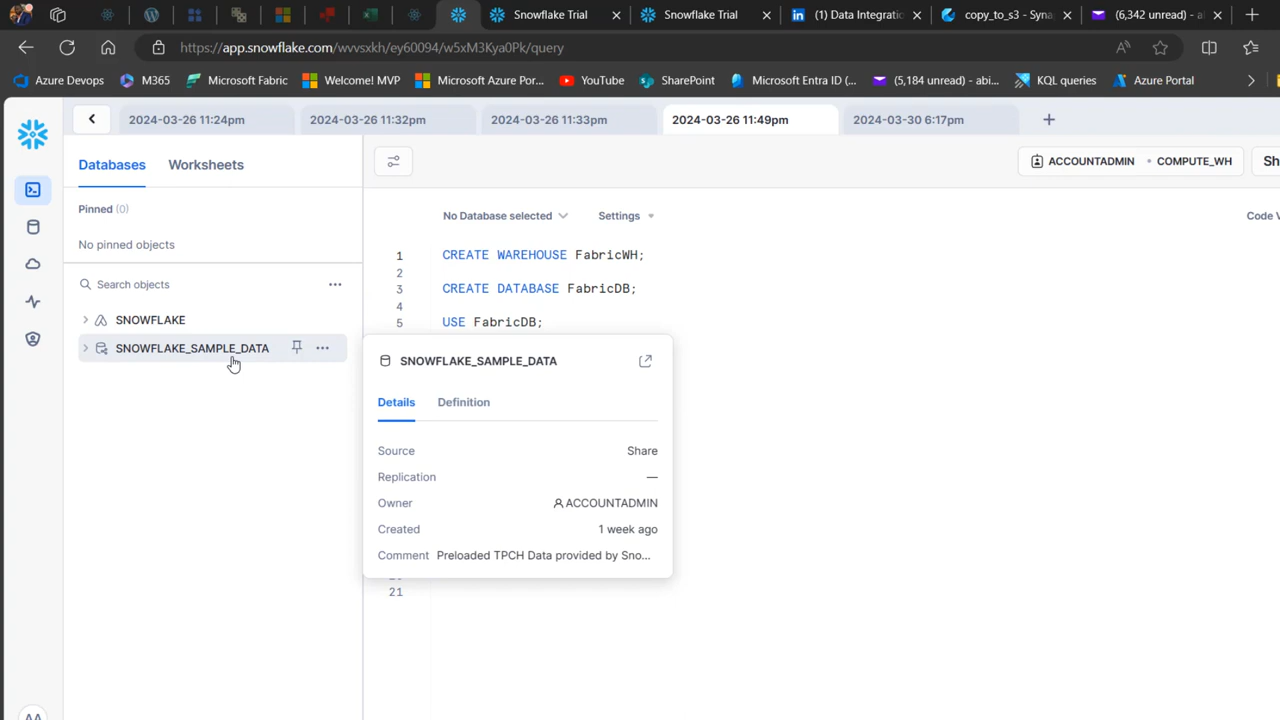 Snowflake Trial
Snowflake Trial
(1) Data Integratic
copy_to_s3 - Syna
(6,342 unread) - a
https://app.snowflake.com/wvvsxkh/ey60094/w5xM3Kya0Pk/query
Azure Devops
M365
Microsoft Fabric
Welcome! MVP
Microsoft Azure Por...
YouTube
SharePoint
Microsoft Entra ID (...
(5,184 unread) - abi...
KQL queries
Azure Portal
2024-03-26 11:24pm
2024-03-26 11:32pm
2024-03-26 11:33pm
2024-03-26 11:49pm
2024-03-30 6:17pm
Databases
Worksheets
ACCOUNTADMIN
COMPUTE_WH
Sh
Pinned (0)
No pinned objects
No Database selected
Settings
Code V
Search objects
SNOWFLAKE
SNOWFLAKE_SAMPLE_DATA
1 CREATE WAREHOUSE FabricWH;
2
3 CREATE DATABASE FabricDB;
4
5 USE FabricDB;
SNOWFLAKE_SAMPLE_DATA
Details
Definition
Source Share
Replication —
Owner ACCOUNTADMIN
Created 1 week ago
Comment Preloaded TPCH Data provided by Sno...
21
AA